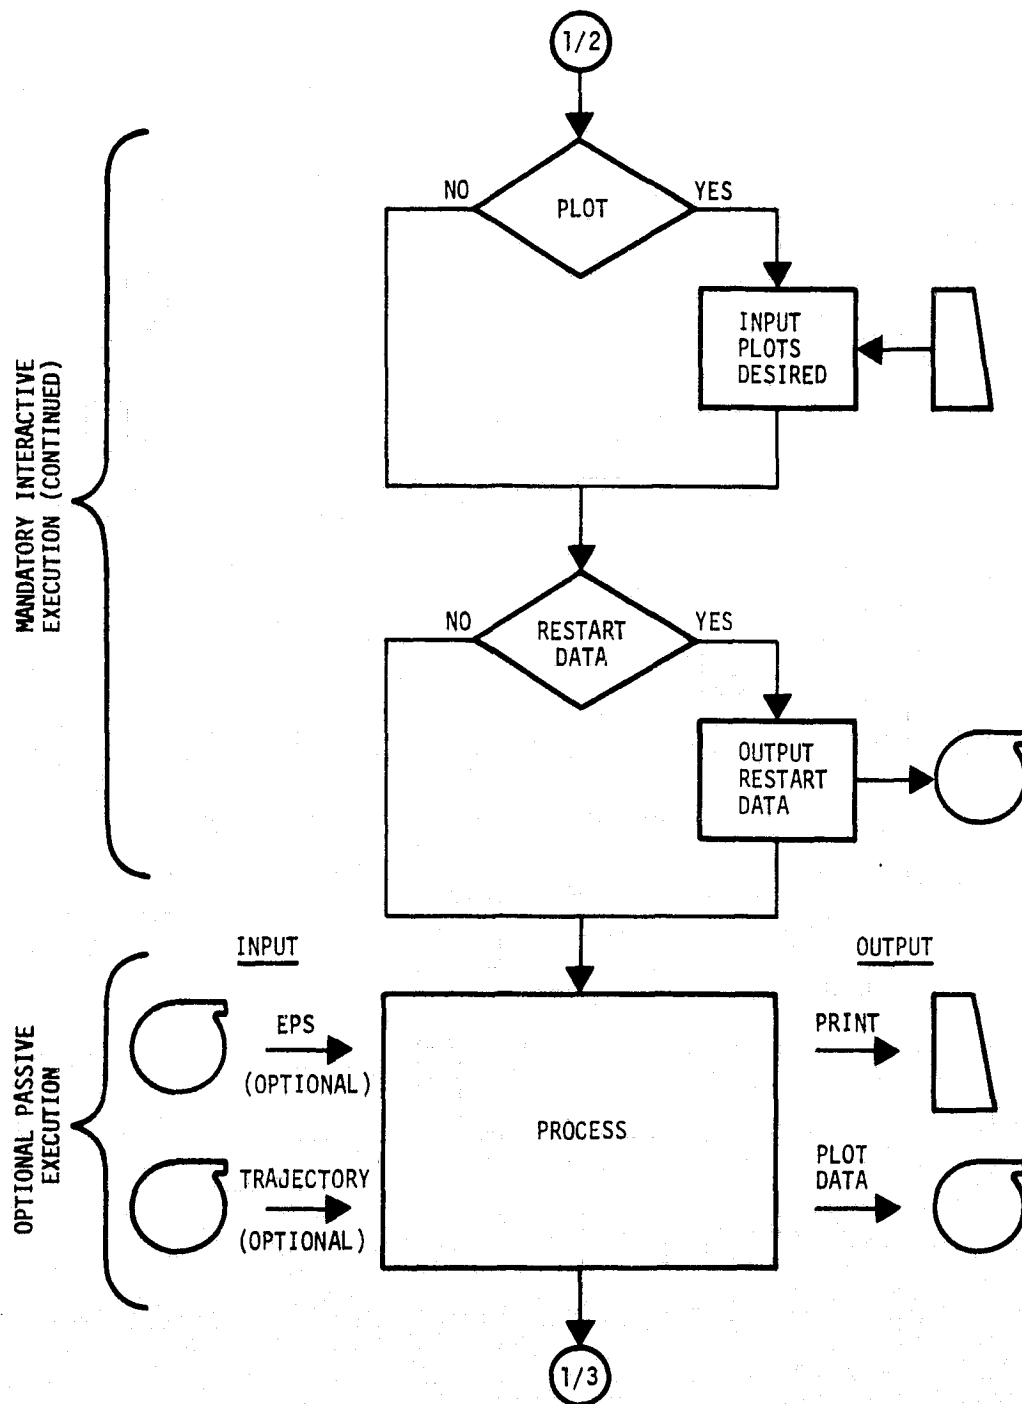 1/2
NO
PLOT
YES
INPUT
PLOTS
DESIRED
MANDATORY INTERACTIVE
EXECUTION (CONTINUED)
NO
RESTART
DATA
YES
OUTPUT
RESTART
DATA
INPUT
OUTPUT
OPTIONAL PASSIVE
EXECUTION
EPS
(OPTIONAL)
TRAJECTORY
(OPTIONAL)
PROCESS
PRINT
PLOT
DATA
1/3